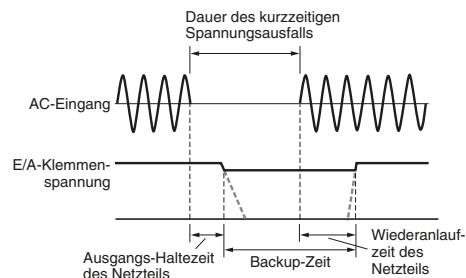 Dauer des kurzzeitigen
Spannungsausfalls
AC-Eingang
E/A-Klemmen-
spannung
Ausgangs-Haltezeit
des Netzteils
Backup-Zeit
Wiederanlauf-
zeit des
Netzteils